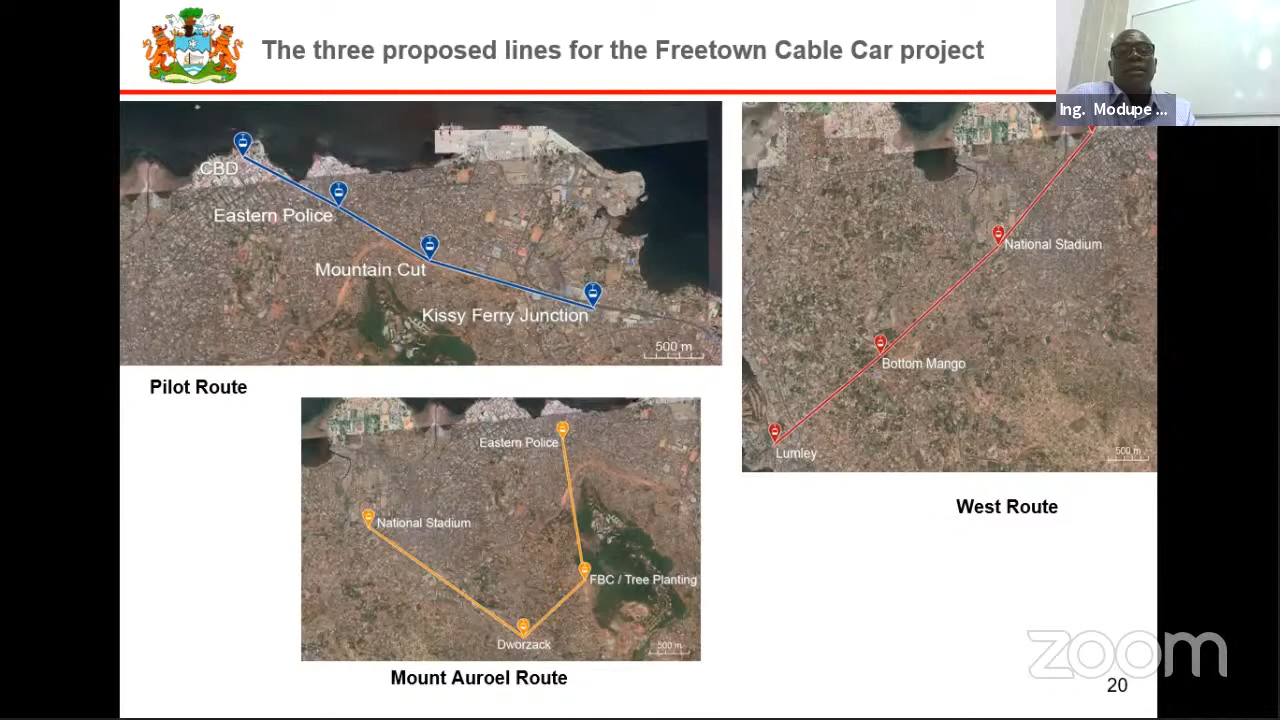 The three proposed lines for the Freetown Cable Car project
Ing. Modupe ...
CBD
Eastern Police
Mountain Cut
Kissy Ferry Junction
500 m
Pilot Route
National Stadium
Bottom Mango
Lumley
500 m
West Route
Eastern Police
National Stadium
FBC / Tree Planting
Dworzack
500 m
Mount Auroel Route
zoom
20